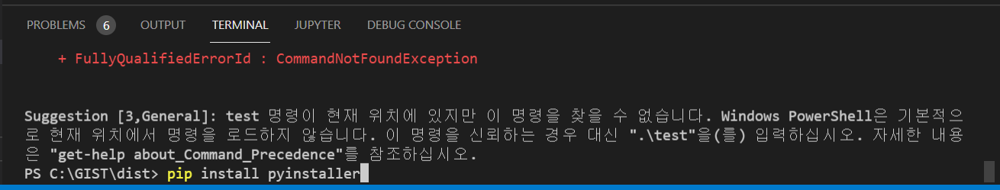 PROBLEMS 6 OUTPUT TERMINAL JUPYTER DEBUG CONSOLE
+ FullyQualifiedErrorId : CommandNotFoundException
Suggestion [3,General]: test 명령이 현재 위치에 있지만 이 명령을 찾을 수 없습니다. Windows PowerShell은 기본적으
로 현재 위치에서 명령을 로드하지 않습니다. 이 명령을 신뢰하는 경우 대신 ".\test"을(를) 입력하십시오. 자세한 내용
은 "get-help about_Command_Precedence"를 참조하십시오.
PS C:\GIST\dist> pip install pyinstaller